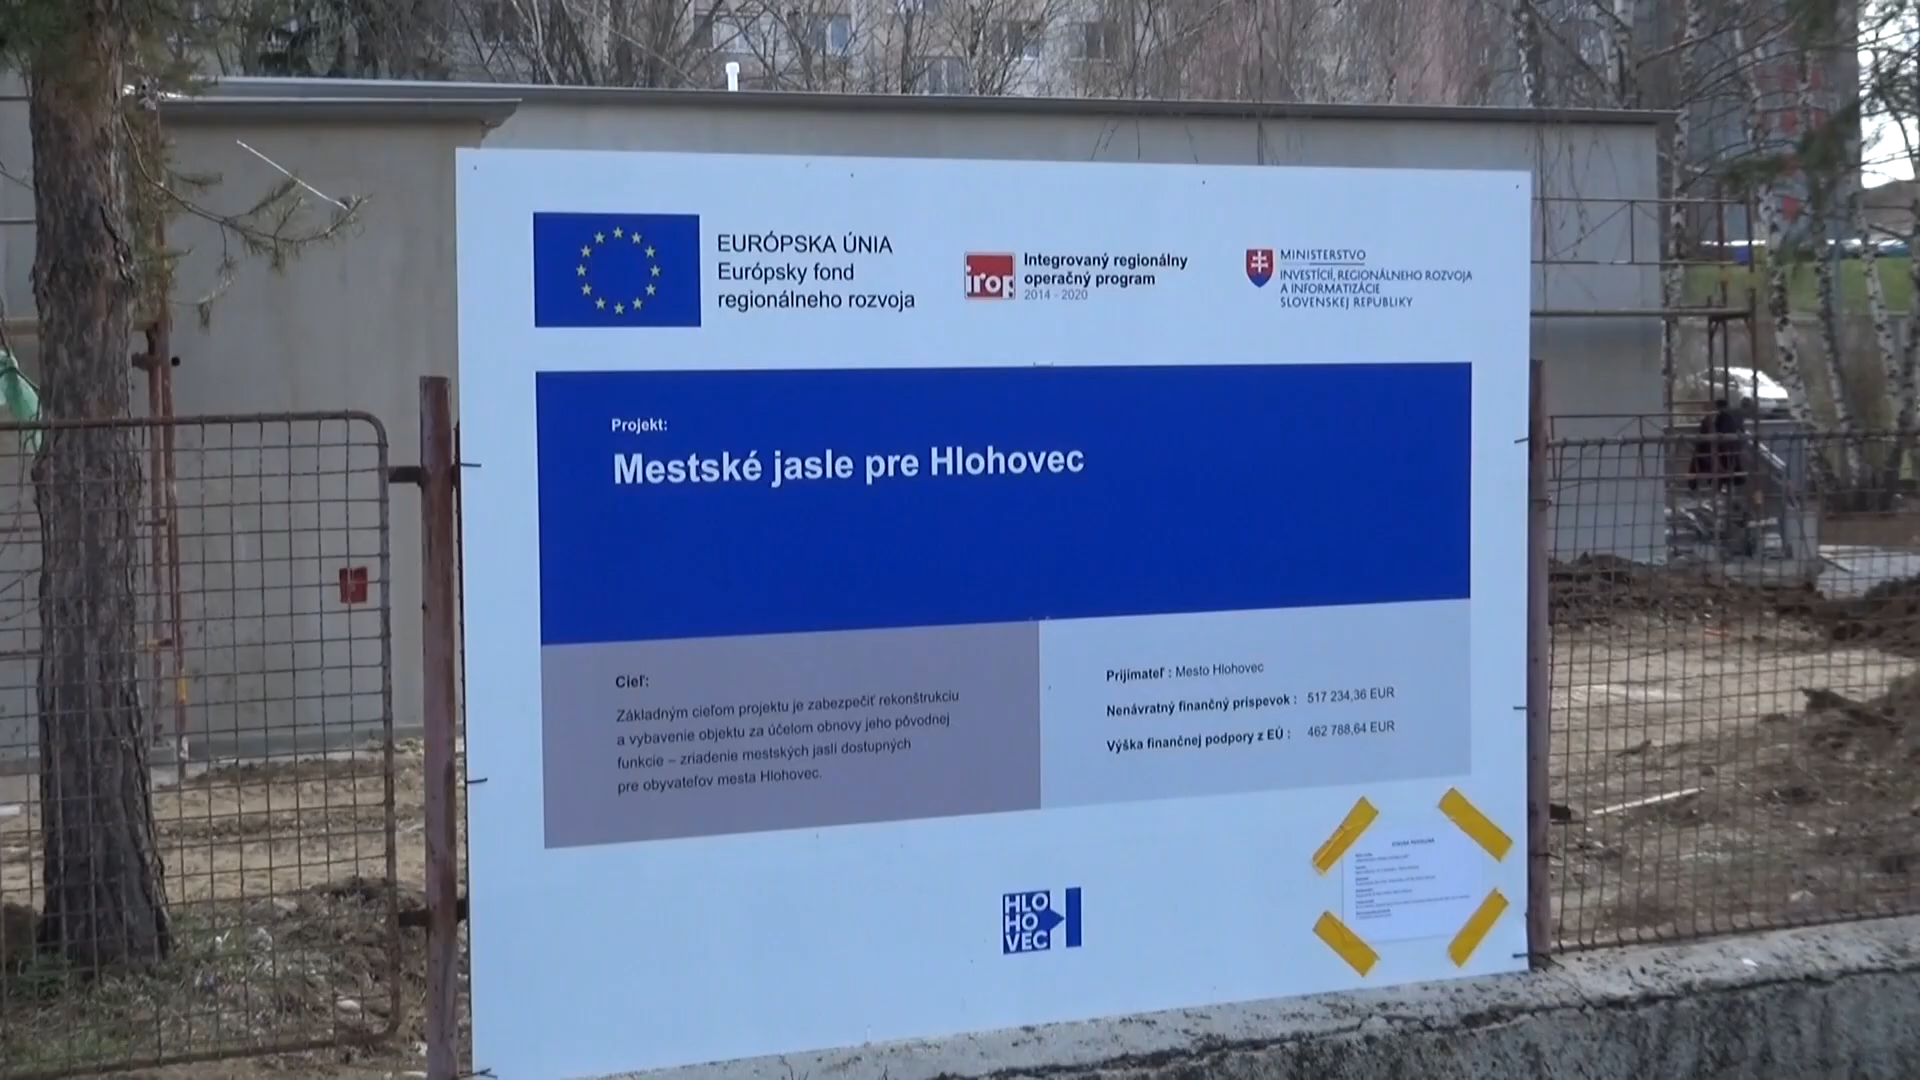 EURÓPSKA ÚNIA
Európsky fond
regionálneho rozvoja
irop
Integrovaný regionálny
operačný program
2014 - 2020
MINISTERSTVO
INVESTÍCIÍ, REGIONÁLNEHO ROZVOJA
A INFORMATIZÁCIE
SLOVENSKEJ REPUBLIKY
Projekt:
Mestské jasle pre Hlohovec
Cieľ:
Základným cieľom projektu je zabezpečiť rekonštrukciu
a vybavenie objektu za účelom obnovy jeho pôvodnej
funkcie – zriadenie mestských jaslí dostupných
pre obyvateľov mesta Hlohovec.
Prijímateľ : Mesto Hlohovec
Nenávratný finančný príspevok : 517 234,36 EUR
Výška finančnej podpory z EÚ : 462 788,64 EUR
HLO
HO
VEC